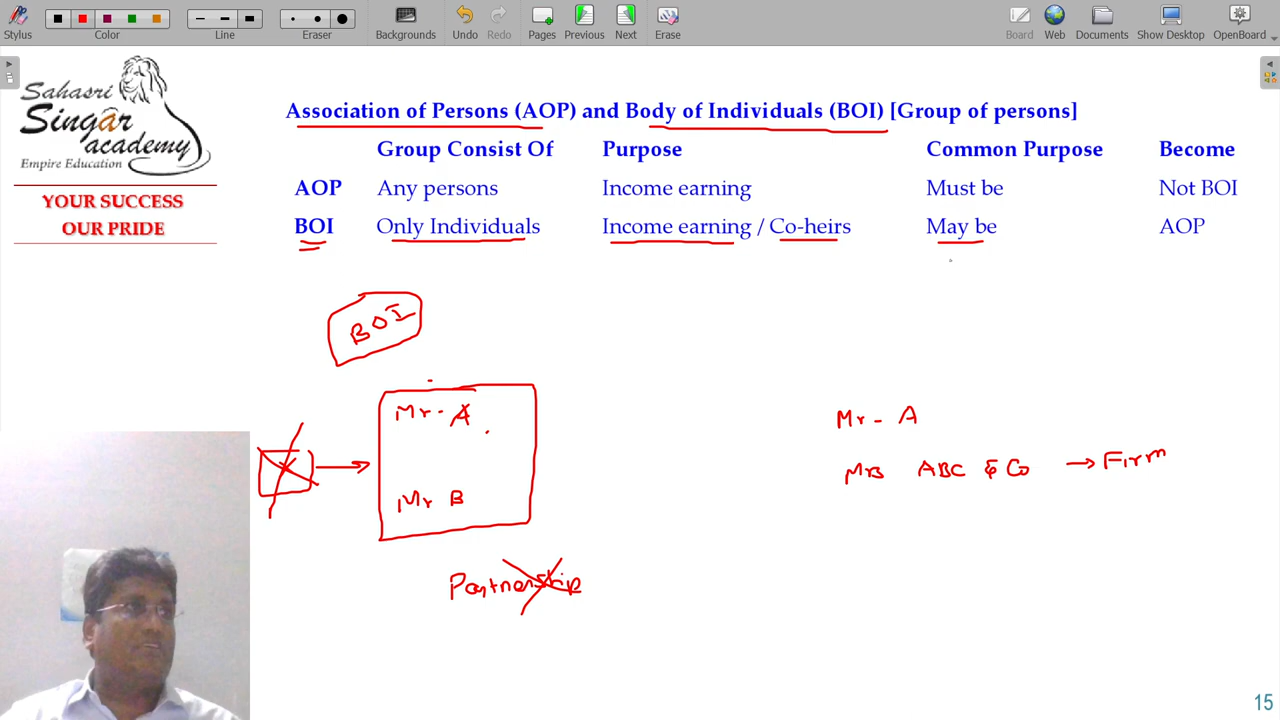 Stylus Color Line Eraser Backgrounds Undo Redo Pages Previous Next Erase Board Web Documents Show Desktop OpenBoard
Sahasri
Singar
academy
Empire Education
YOUR SUCCESS
OUR PRIDE
Association of Persons (AOP) and Body of Individuals (BOI) [Group of persons]
Group Consist Of Purpose Common Purpose Become
AOP Any persons Income earning Must be Not BOI
BOI Only Individuals Income earning / Co-heirs May be AOP
BOI
Mr. A
Mr B
Partnership
Mr - A
Mr B ABC & Co → Firm
15